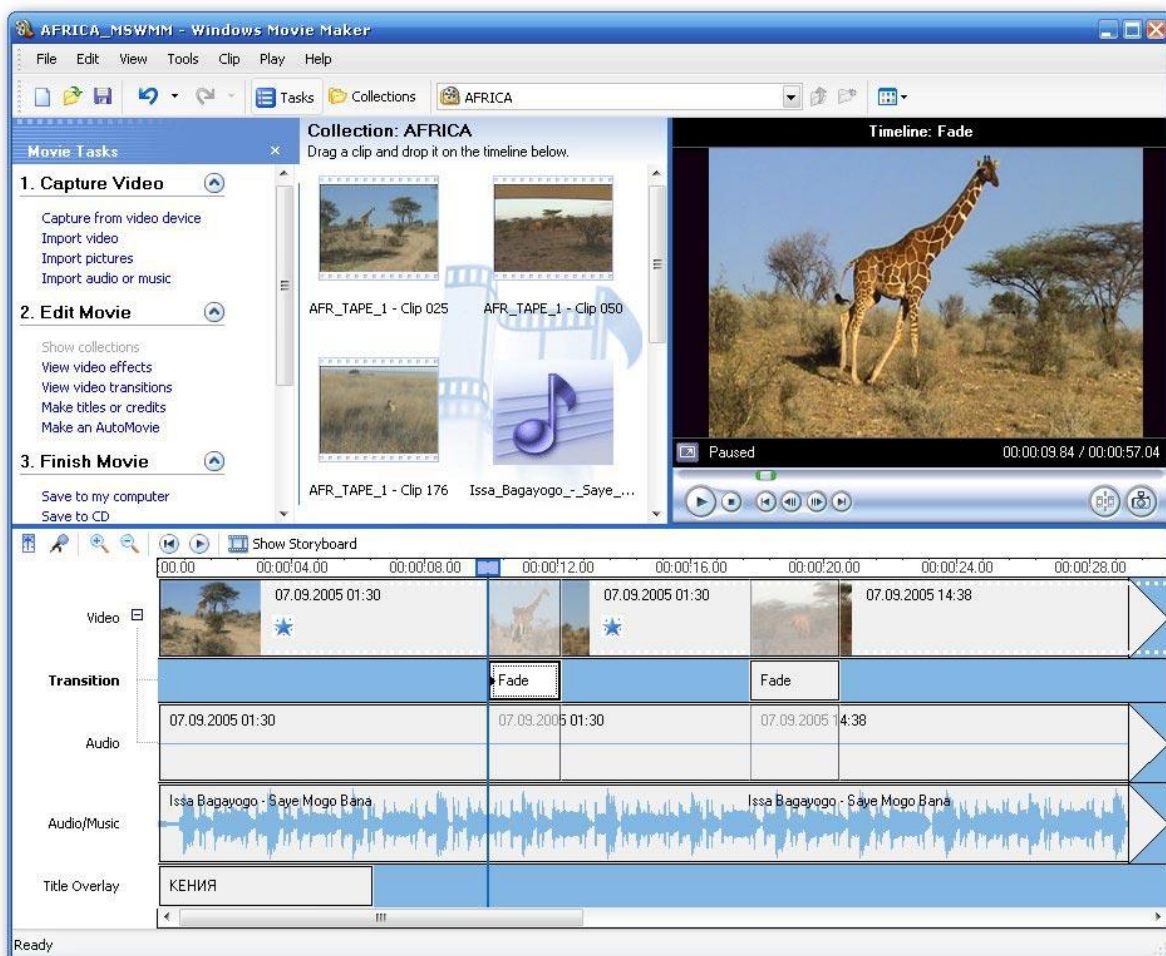 AFRICA_MSWMM - Windows Movie Maker
File Edit View Tools Clip Play Help
Tasks Collections AFRICA
Movie Tasks
1. Capture Video
Capture from video device
Import video
Import pictures
Import audio or music
2. Edit Movie
Show collections
View video effects
View video transitions
Make titles or credits
Make an AutoMovie
3. Finish Movie
Save to my computer
Save to CD
Collection: AFRICA
Drag a clip and drop it on the timeline below.
AFR_TAPE_1 - Clip 025 AFR_TAPE_1 - Clip 050
AFR_TAPE_1 - Clip 176 Issa_Bagayogo_-_Saye_...
Timeline: Fade
Paused 00:00:09.84 / 00:00:57.04
Show Storyboard
:00.00 00:00:04.00 00:00:08.00 00:00:12.00 00:00:16.00 00:00:20.00 00:00:24.00 00:00:28.00
Video 07.09.2005 01:30 07.09.2005 01:30 07.09.2005 14:38
Transition Fade Fade
07.09.2005 01:30 07.09.2005 01:30 07.09.2005 14:38
Audio
Issa Bagayogo - Saye Mogo Bana Issa Bagayogo - Saye Mogo Bana
Audio/Music
Title Overlay КЕНИЯ
Ready